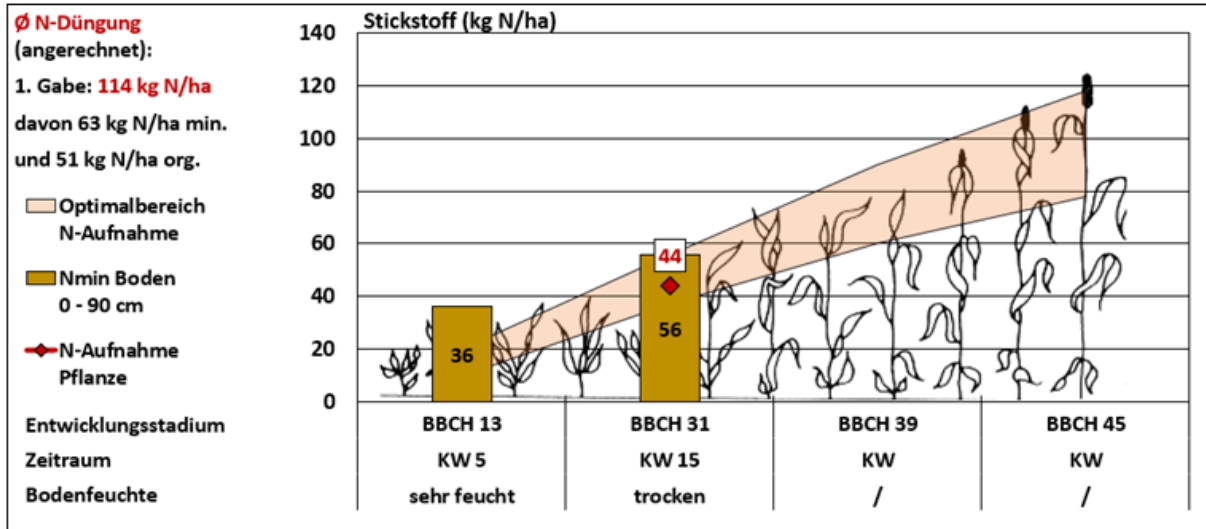 Ø N-Düngung
(angerechnet):
1. Gabe: 114 kg N/ha
davon 63 kg N/ha min.
und 51 kg N/ha org.
Optimalbereich
N-Aufnahme
Nmin Boden
0 - 90 cm
N-Aufnahme
Pflanze
Stickstoff (kg N/ha)
140
120
100
80
60
40
20
0
36
44
56
Entwicklungsstadium BBCH 13 BBCH 31 BBCH 39 BBCH 45
Zeitraum KW 5 KW 15 KW KW
Bodenfeuchte sehr feucht trocken / /